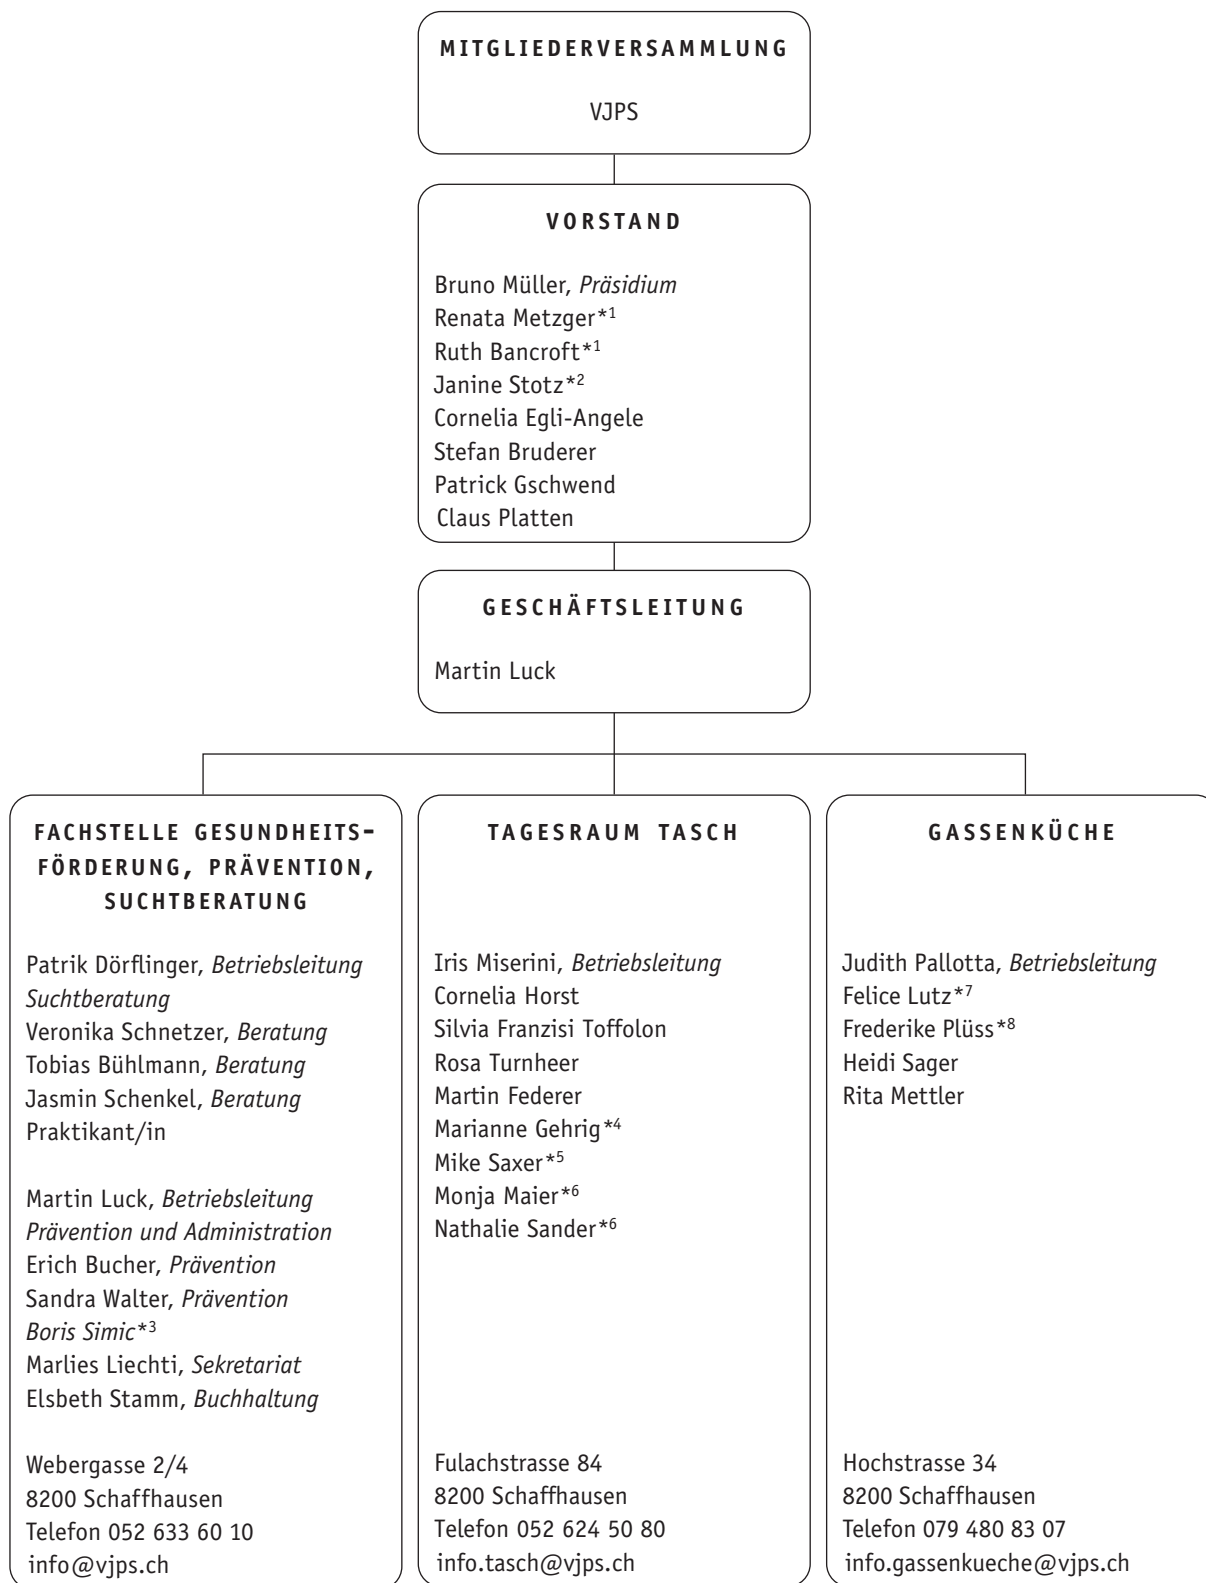 MITGLIEDERVERSAMMLUNG
VJPS
VORSTAND
Bruno Müller, Präsidium
Renata Metzger*1
Ruth Bancroft*1
Janine Stotz*2
Cornelia Egli-Angele
Stefan Bruderer
Patrick Gschwend
Claus Platten
GESCHÄFTSLEITUNG
Martin Luck
FACHSTELLE GESUNDHEITS-
FÖRDERUNG, PRÄVENTION,
SUCHTBERATUNG
Patrik Dörflinger, Betriebsleitung
Suchtberatung
Veronika Schnetzer, Beratung
Tobias Bühlmann, Beratung
Jasmin Schenkel, Beratung
Praktikant/in
Martin Luck, Betriebsleitung
Prävention und Administration
Erich Bucher, Prävention
Sandra Walter, Prävention
Boris Simic*3
Marlies Liechti, Sekretariat
Elsbeth Stamm, Buchhaltung
Webergasse 2/4
8200 Schaffhausen
Telefon 052 633 60 10
info@vjps.ch
TAGESRAUM TASCH
Iris Miserini, Betriebsleitung
Cornelia Horst
Silvia Franzisi Toffolon
Rosa Turnheer
Martin Federer
Marianne Gehrig*4
Mike Saxer*5
Monja Maier*6
Nathalie Sander*6
Fulachstrasse 84
8200 Schaffhausen
Telefon 052 624 50 80
info.tasch@vjps.ch
GASSENKÜCHE
Judith Pallotta, Betriebsleitung
Felice Lutz*7
Frederike Plüss*8
Heidi Sager
Rita Mettler
Hochstrasse 34
8200 Schaffhausen
Telefon 079 480 83 07
info.gassenkueche@vjps.ch